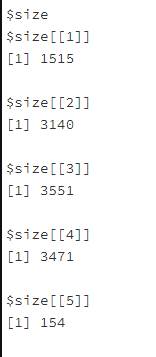 $size
$size[[1]]
[1] 1515
$size[[2]]
[1] 3140
$size[[3]]
[1] 3551
$size[[4]]
[1] 3471
$size[[5]]
[1] 154